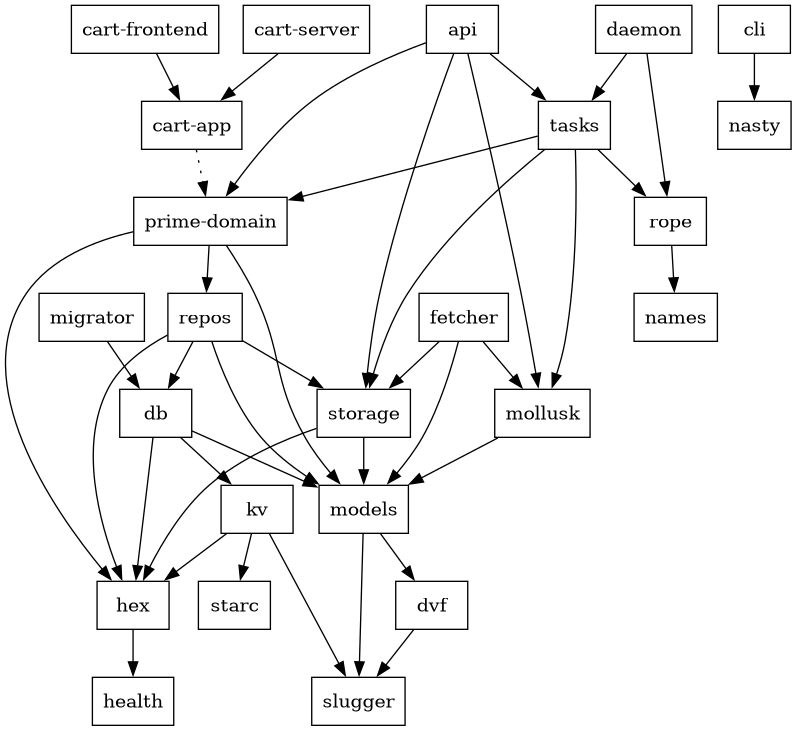 cart-frontend
cart-server
api
daemon
cli
cart-app
tasks
nasty
prime-domain
rope
migrator
repos
fetcher
names
db
storage
mollusk
kv
models
hex
starc
dvf
health
slugger